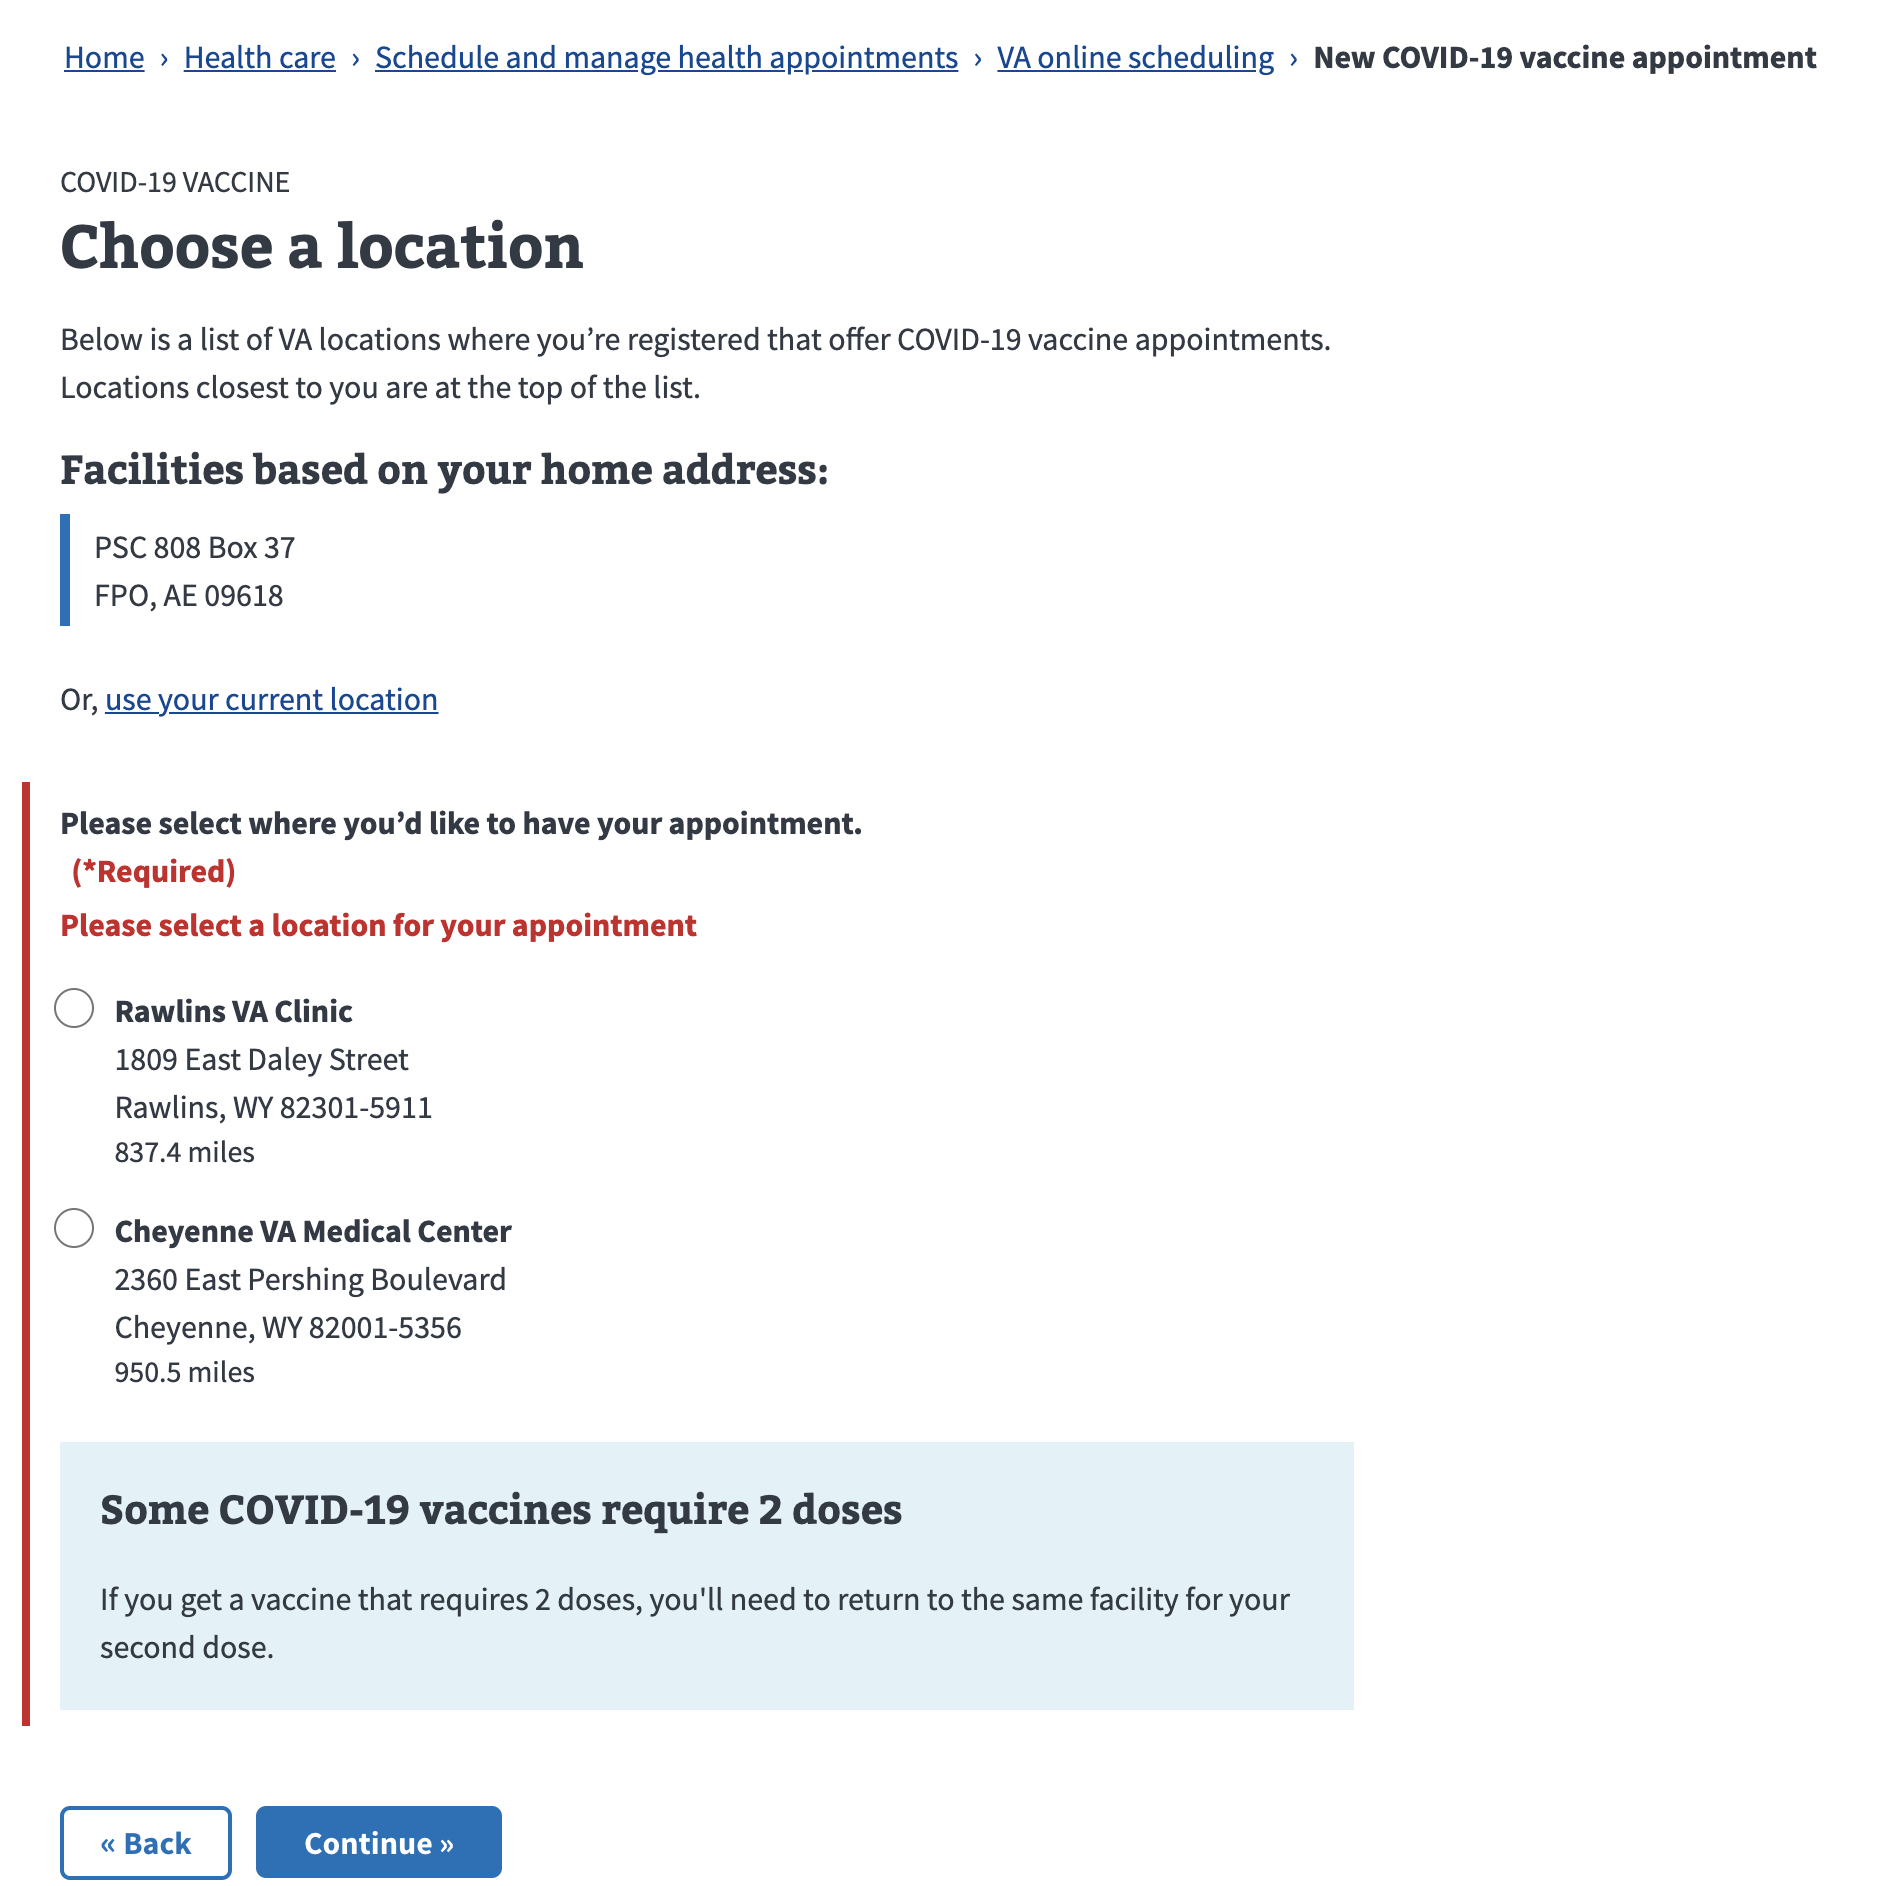 Home › Health care › Schedule and manage health appointments › VA online scheduling › New COVID-19 vaccine appointment
COVID-19 VACCINE
Choose a location
Below is a list of VA locations where you’re registered that offer COVID-19 vaccine appointments.
Locations closest to you are at the top of the list.
Facilities based on your home address:
PSC 808 Box 37
FPO, AE 09618
Or, use your current location
Please select where you’d like to have your appointment.
(*Required)
Please select a location for your appointment
Rawlins VA Clinic
1809 East Daley Street
Rawlins, WY 82301-5911
837.4 miles
Cheyenne VA Medical Center
2360 East Pershing Boulevard
Cheyenne, WY 82001-5356
950.5 miles
Some COVID-19 vaccines require 2 doses
If you get a vaccine that requires 2 doses, you'll need to return to the same facility for your
second dose.
« Back
Continue »